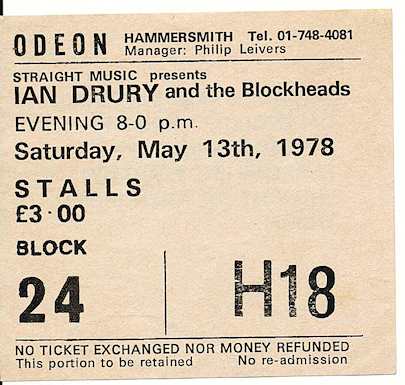 ODEON HAMMERSMITH Tel. 01-748-4081
Manager: Philip Leivers
STRAIGHT MUSIC presents
IAN DRURY and the Blockheads
EVENING 8-0 p.m.
Saturday, May 13th, 1978
STALLS
£3·00
BLOCK
24 H18
NO TICKET EXCHANGED NOR MONEY REFUNDED
This portion to be retained No re-admission